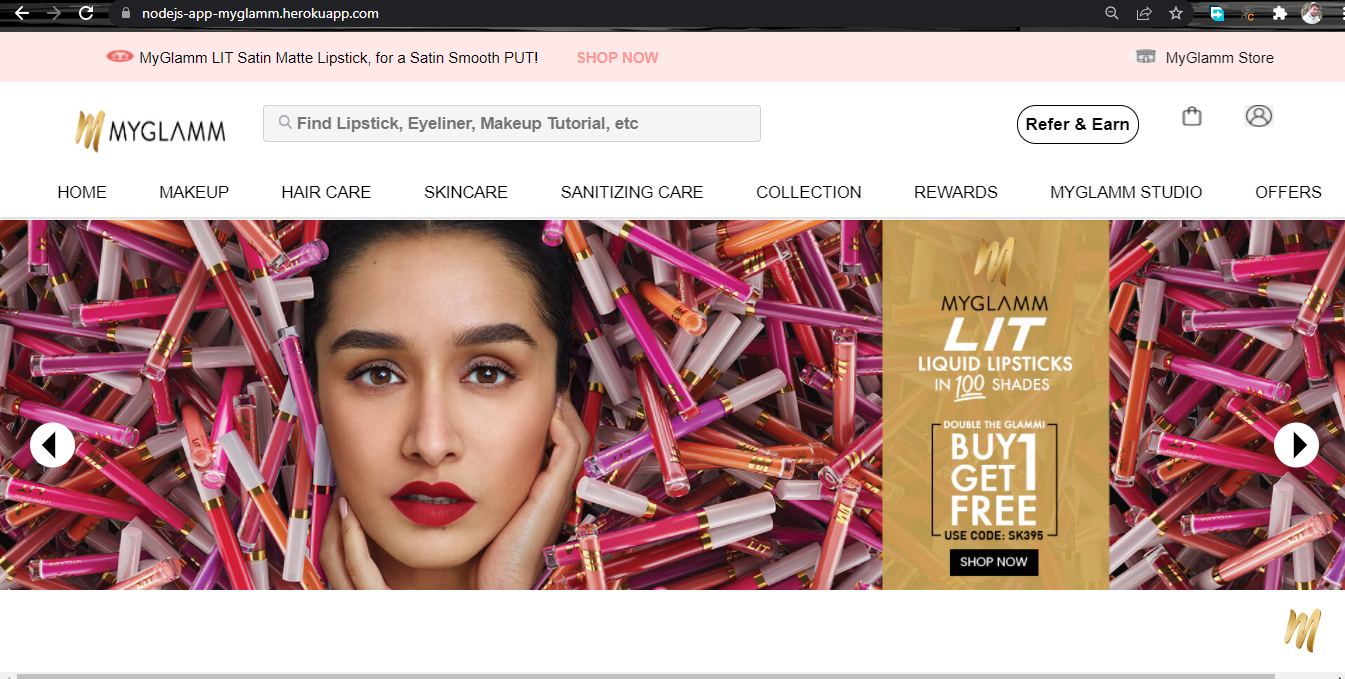 nodejs-app-myglamm.herokuapp.com
MyGlamm LIT Satin Matte Lipstick, for a Satin Smooth PUT! SHOP NOW MyGlamm Store
MYGLAMM Find Lipstick, Eyeliner, Makeup Tutorial, etc Refer & Earn
HOME MAKEUP HAIR CARE SKINCARE SANITIZING CARE COLLECTION REWARDS MYGLAMM STUDIO OFFERS
MYGLAMM
LIT
LIQUID LIPSTICKS
IN 100 SHADES
DOUBLE THE GLAMM!
BUY 1
GET
FREE
USE CODE: SK395
SHOP NOW